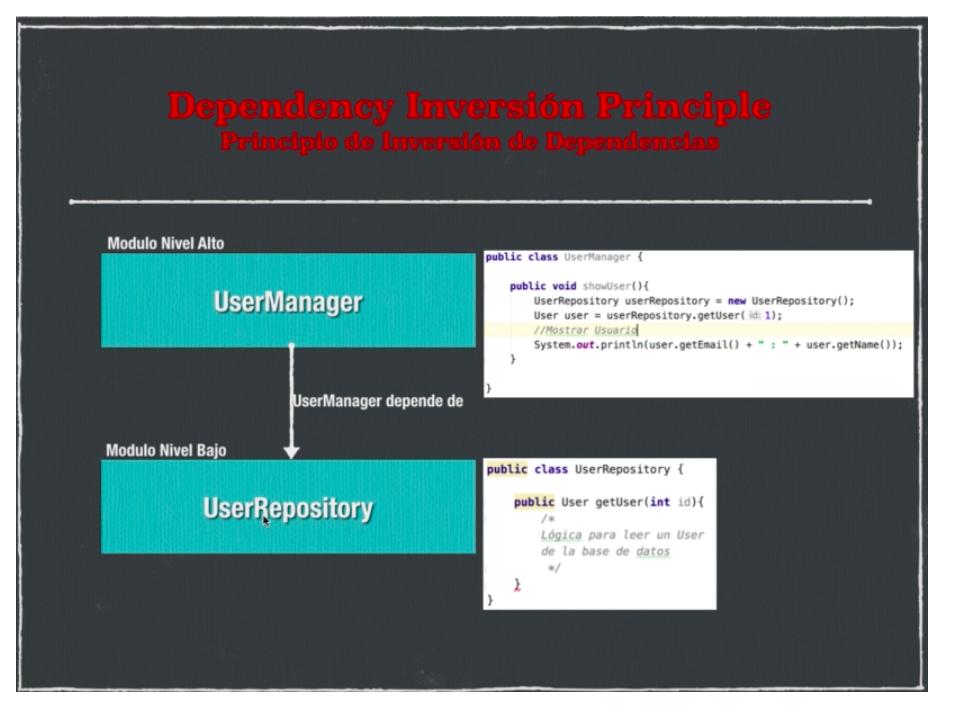 Dependency Inversión Principle
Principio de Inversión de Dependencias
Modulo Nivel Alto
UserManager
public class UserManager {
public void showUser(){
UserRepository userRepository = new UserRepository();
User user = userRepository.getUser( id: 1);
//Mostrar Usuario
System.out.println(user.getEmail() + " : " + user.getName());
}
}
UserManager depende de
Modulo Nivel Bajo
UserRepository
public class UserRepository {
public User getUser(int id){
/*
Lógica para leer un User
de la base de datos
*/
}
}